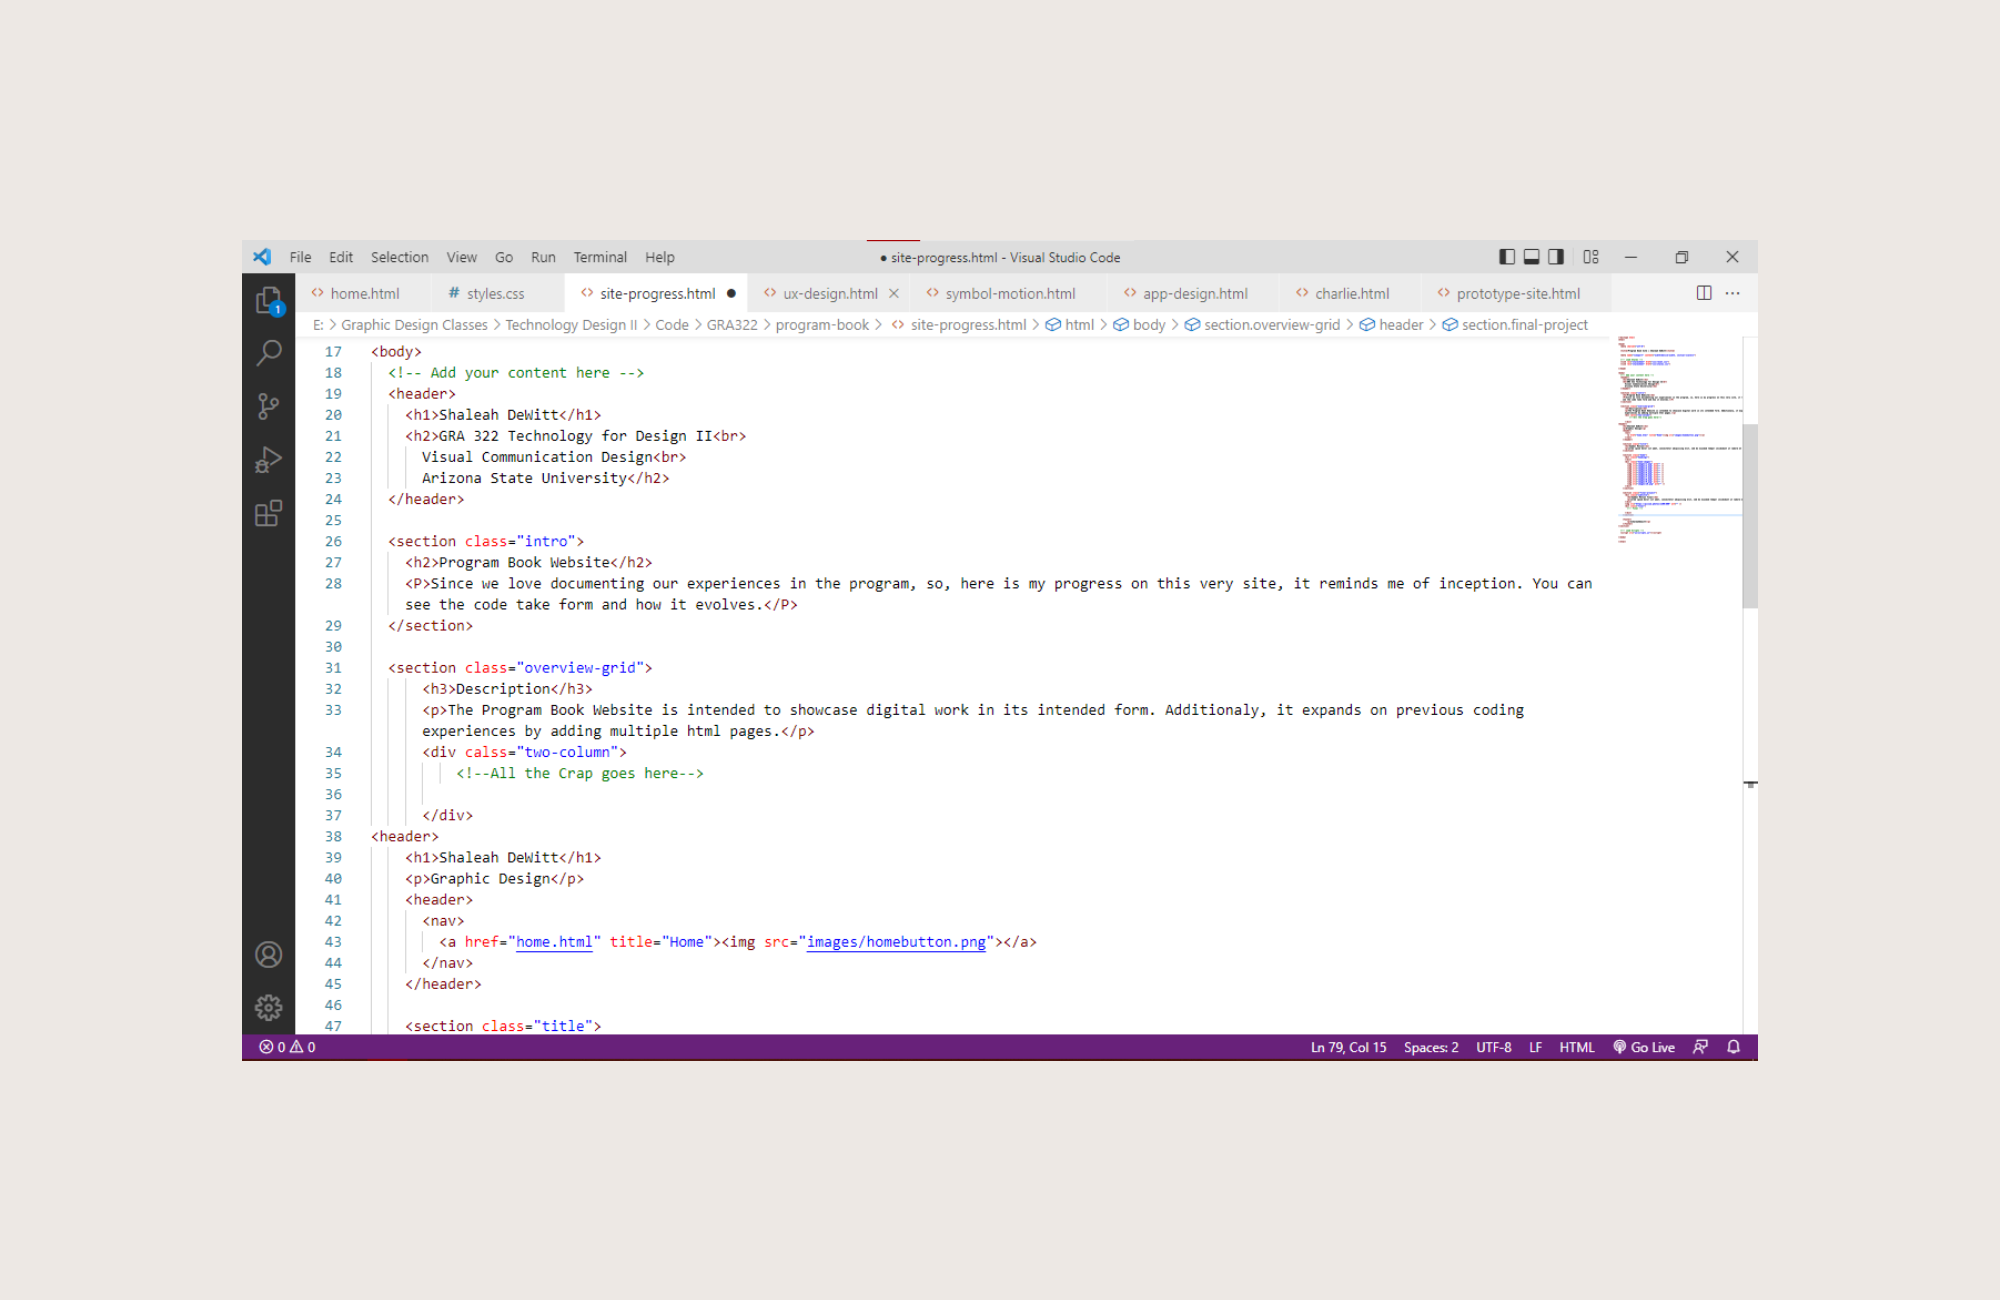 File Edit Selection View Go Run Terminal Help ● site-progress.html - Visual Studio Code
home.html # styles.css site-progress.html ● ux-design.html symbol-motion.html app-design.html charlie.html prototype-site.html ...
E: > Graphic Design Classes > Technology Design II > Code > GRA322 > program-book > site-progress.html > html > body > section.overview-grid > header > section.final-project
1
17 <body>
18 <!-- Add your content here -->
19 <header>
20 <h1>Shaleah DeWitt</h1>
21 <h2>GRA 322 Technology for Design II<br>
22 Visual Communication Design<br>
23 Arizona State University</h2>
24 </header>
25
26 <section class="intro">
27 <h2>Program Book Website</h2>
28 <P>Since we love documenting our experiences in the program, so, here is my progress on this very site, it reminds me of inception. You can
see the code take form and how it evolves.</P>
29 </section>
30
31 <section class="overview-grid">
32 <h3>Description</h3>
33 <p>The Program Book Website is intended to showcase digital work in its intended form. Additionaly, it expands on previous coding
experiences by adding multiple html pages.</p>
34 <div calss="two-column">
35 <!--All the Crap goes here-->
36
37 </div>
38 <header>
39 <h1>Shaleah DeWitt</h1>
40 <p>Graphic Design</p>
41 <header>
42 <nav>
43 <a href="home.html" title="Home"><img src="images/homebutton.png"></a>
44 </nav>
45 </header>
46
47 <section class="title">
0 0 Ln 79, Col 15 Spaces: 2 UTF-8 LF HTML Go Live